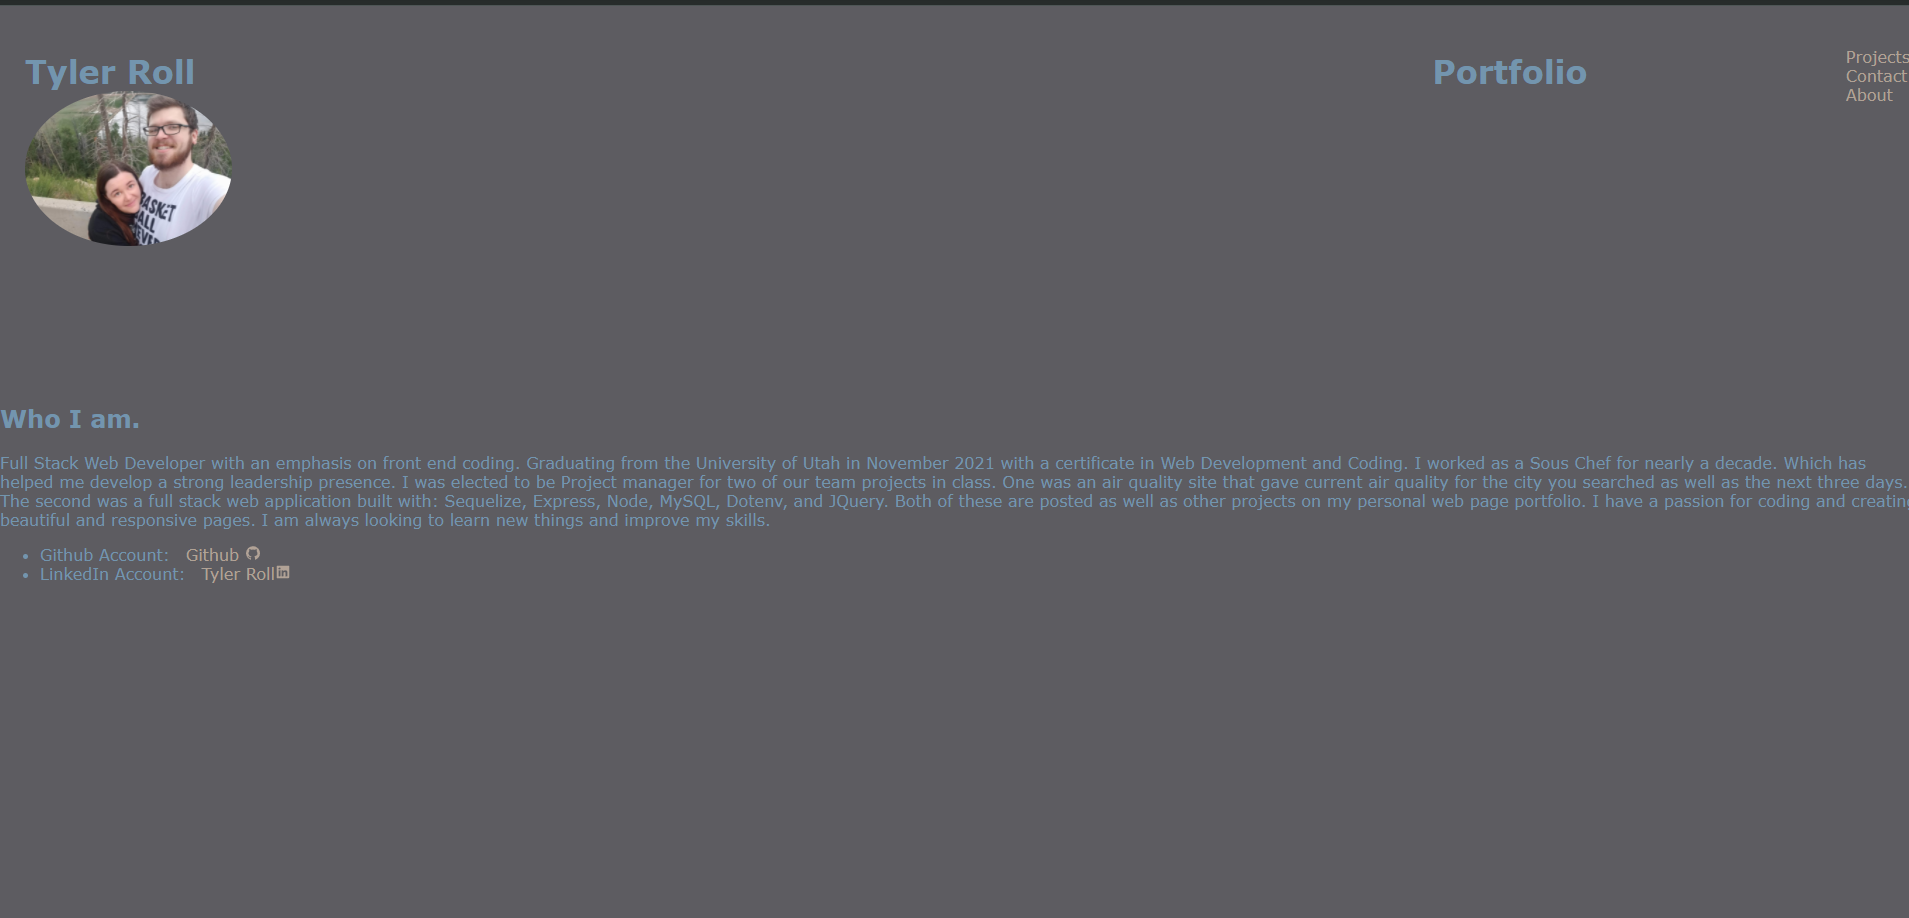 Tyler Roll
Portfolio
Projects
Contact
About
BASKET
BALL
NEVER
Who I am.
Full Stack Web Developer with an emphasis on front end coding. Graduating from the University of Utah in November 2021 with a certificate in Web Development and Coding. I worked as a Sous Chef for nearly a decade. Which has
helped me develop a strong leadership presence. I was elected to be Project manager for two of our team projects in class. One was an air quality site that gave current air quality for the city you searched as well as the next three days.
The second was a full stack web application built with: Sequelize, Express, Node, MySQL, Dotenv, and JQuery. Both of these are posted as well as other projects on my personal web page portfolio. I have a passion for coding and creating
beautiful and responsive pages. I am always looking to learn new things and improve my skills.
• Github Account: Github
• LinkedIn Account: Tyler Roll in